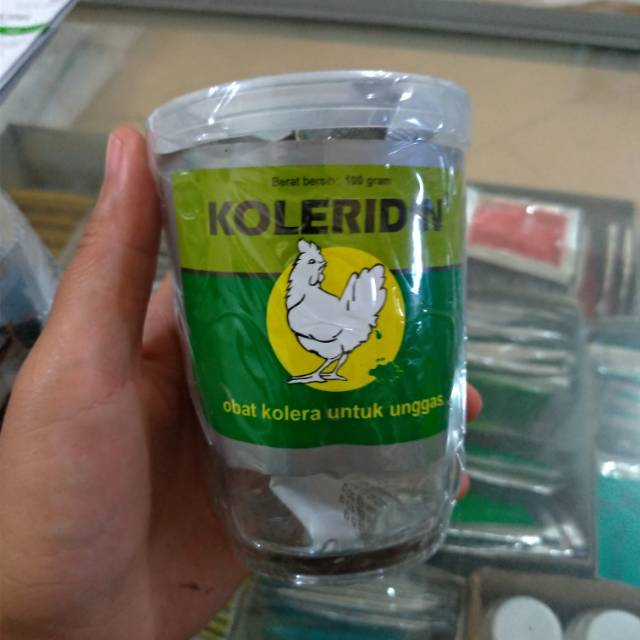 Berat bersih: 100 gram
KOLERIDIN
obat kolera untuk unggas